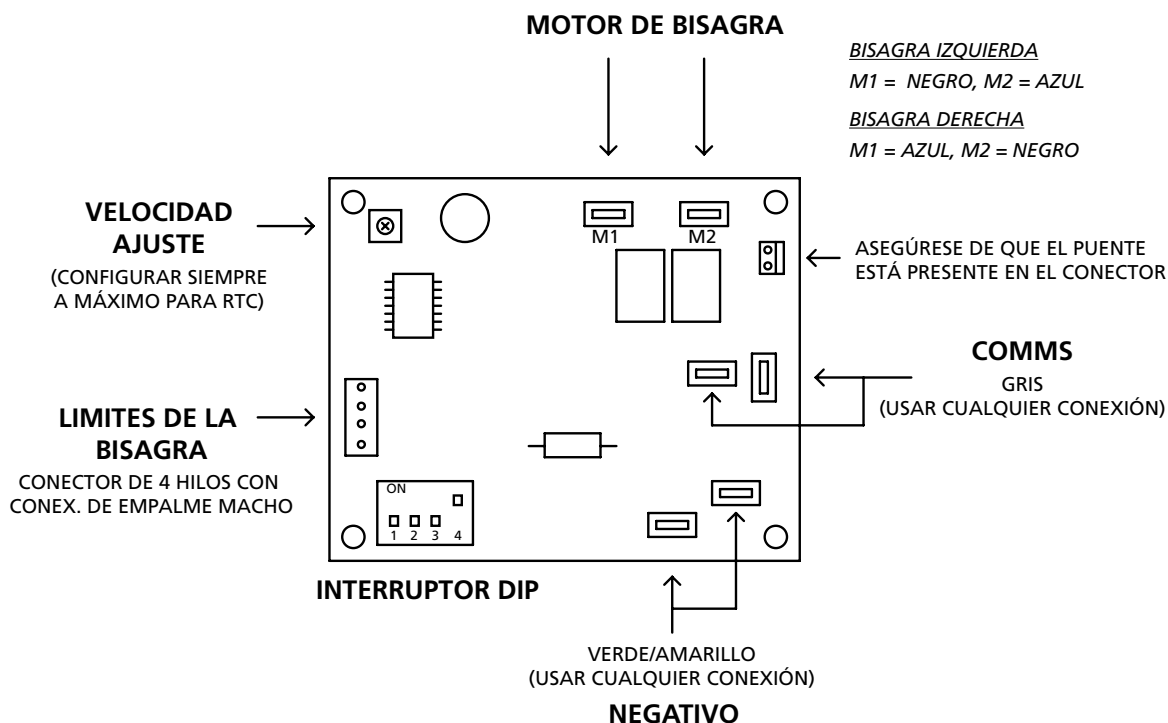 MOTOR DE BISAGRA
BISAGRA IZQUIERDA
M1 = NEGRO, M2 = AZUL
BISAGRA DERECHA
M1 = AZUL, M2 = NEGRO
VELOCIDAD
AJUSTE
(CONFIGURAR SIEMPRE
A MÁXIMO PARA RTC)
M1
M2
ASEGÚRESE DE QUE EL PUENTE
ESTÁ PRESENTE EN EL CONECTOR
COMMS
GRIS
(USAR CUALQUIER CONEXIÓN)
LIMITES DE LA
BISAGRA
CONECTOR DE 4 HILOS CON
CONEX. DE EMPALME MACHO
ON
1 2 3 4
INTERRUPTOR DIP
VERDE/AMARILLO
(USAR CUALQUIER CONEXIÓN)
NEGATIVO